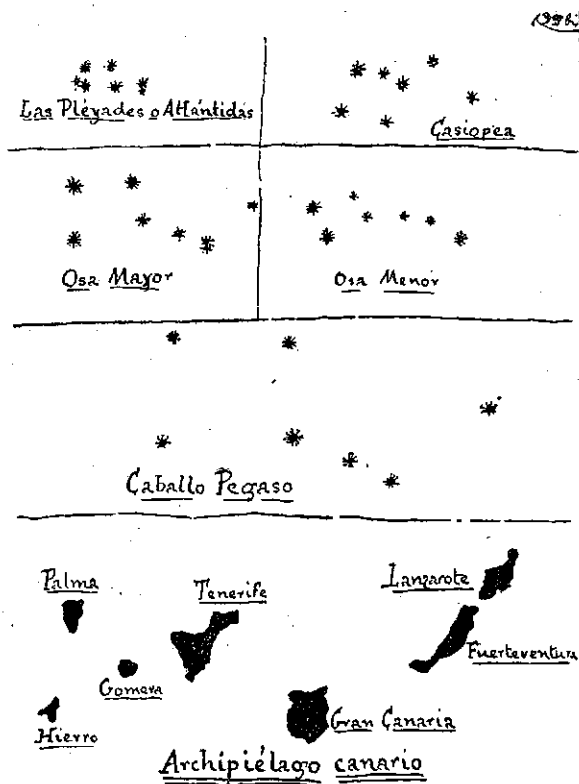 Las Pléyades o Atlántidas
Casiopea
Osa Mayor
Osa Menor
Caballo Pegaso
Palma
Tenerife
Lanzarote
Fuerteventura
Gomera
Hierro
Gran Canaria
Archipiélago canario